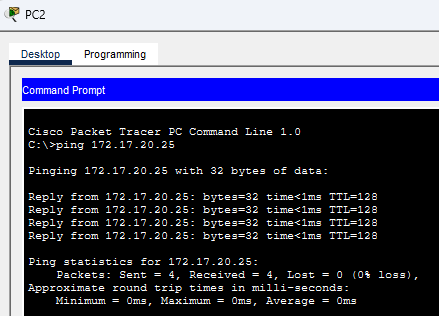 PC2
Desktop Programming
Command Prompt
Cisco Packet Tracer PC Command Line 1.0
C:\>ping 172.17.20.25
Pinging 172.17.20.25 with 32 bytes of data:
Reply from 172.17.20.25: bytes=32 time<1ms TTL=128
Reply from 172.17.20.25: bytes=32 time<1ms TTL=128
Reply from 172.17.20.25: bytes=32 time<1ms TTL=128
Reply from 172.17.20.25: bytes=32 time<1ms TTL=128
Ping statistics for 172.17.20.25:
Packets: Sent = 4, Received = 4, Lost = 0 (0% loss),
Approximate round trip times in milli-seconds:
Minimum = 0ms, Maximum = 0ms, Average = 0ms